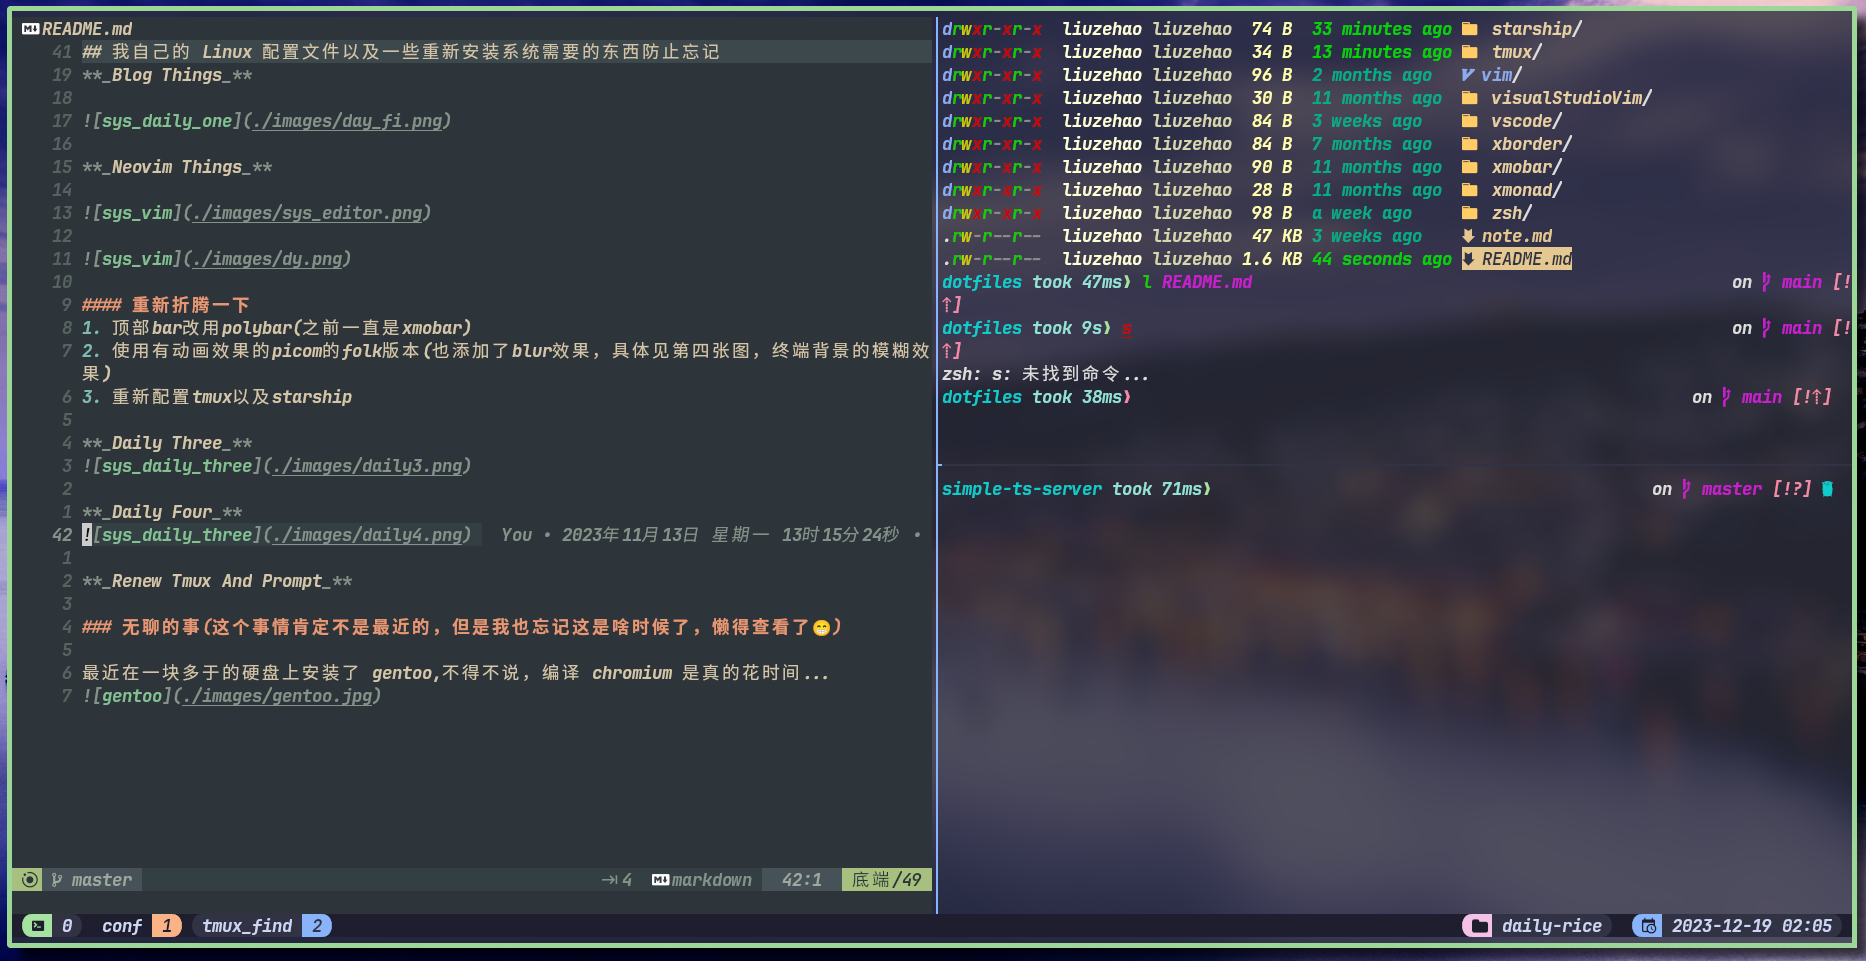 README.md
41 ## 我自己的 Linux 配置文件以及一些重新安装系统需要的东西防止忘记
19 **_Blog Things_**
18
17 ![sys_daily_one](./images/day_fi.png)
16
15 **_Neovim Things_**
14
13 ![sys_vim](./images/sys_editor.png)
12
11 ![sys_vim](./images/dy.png)
10
9 #### 重新折腾一下
8 1. 顶部bar改用polybar(之前一直是xmobar)
7 2. 使用有动画效果的picom的folk版本(也添加了blur效果，具体见第四张图，终端背景的模糊效
果)
6 3. 重新配置tmux以及starship
5
4 **_Daily Three_**
3 ![sys_daily_three](./images/daily3.png)
2
1 **_Daily Four_**
42 ![sys_daily_three](./images/daily4.png) You • 2023年11月13日 星期一 13时15分24秒 •
1
2 **_Renew Tmux And Prompt_**
3
4 ### 无聊的事(这个事情肯定不是最近的，但是我也忘记这是啥时候了，懒得查看了😁)
5
6 最近在一块多于的硬盘上安装了 gentoo,不得不说，编译 chromium 是真的花时间...
7 ![gentoo](./images/gentoo.jpg)
master 4 markdown 42:1 底端/49
drwxr-xr-x liuzehao liuzehao 74 B 33 minutes ago starship/
drwxr-xr-x liuzehao liuzehao 34 B 13 minutes ago tmux/
drwxr-xr-x liuzehao liuzehao 96 B 2 months ago vim/
drwxr-xr-x liuzehao liuzehao 30 B 11 months ago visualStudioVim/
drwxr-xr-x liuzehao liuzehao 84 B 3 weeks ago vscode/
drwxr-xr-x liuzehao liuzehao 84 B 7 months ago xborder/
drwxr-xr-x liuzehao liuzehao 90 B 11 months ago xmobar/
drwxr-xr-x liuzehao liuzehao 28 B 11 months ago xmonad/
drwxr-xr-x liuzehao liuzehao 98 B a week ago zsh/
.rw-r--r-- liuzehao liuzehao 47 KB 3 weeks ago note.md
.rw-r--r-- liuzehao liuzehao 1.6 KB 44 seconds ago README.md
dotfiles took 47ms❯ l README.md on main [!
⇡]
dotfiles took 9s❯ s on main [!
⇡]
zsh: s: 未找到命令...
dotfiles took 38ms❯ on main [!⇡]
simple-ts-server took 71ms❯ on master [!?]
0 conf 1 tmux_find 2 daily-rice 2023-12-19 02:05